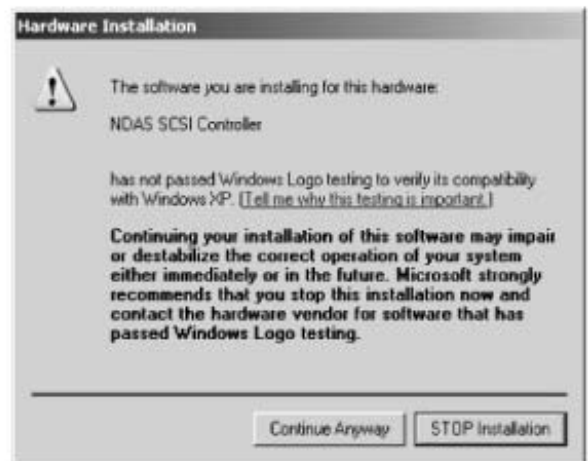 Hardware Installation
The software you are installing for this hardware:
NDAS SCSI Controller
has not passed Windows Logo testing to verify its compatibility
with Windows XP. (Tell me why this testing is important.)
Continuing your installation of this software may impair
or destabilize the correct operation of your system
either immediately or in the future. Microsoft strongly
recommends that you stop this installation now and
contact the hardware vendor for software that has
passed Windows Logo testing.
Continue Anyway
STOP Installation